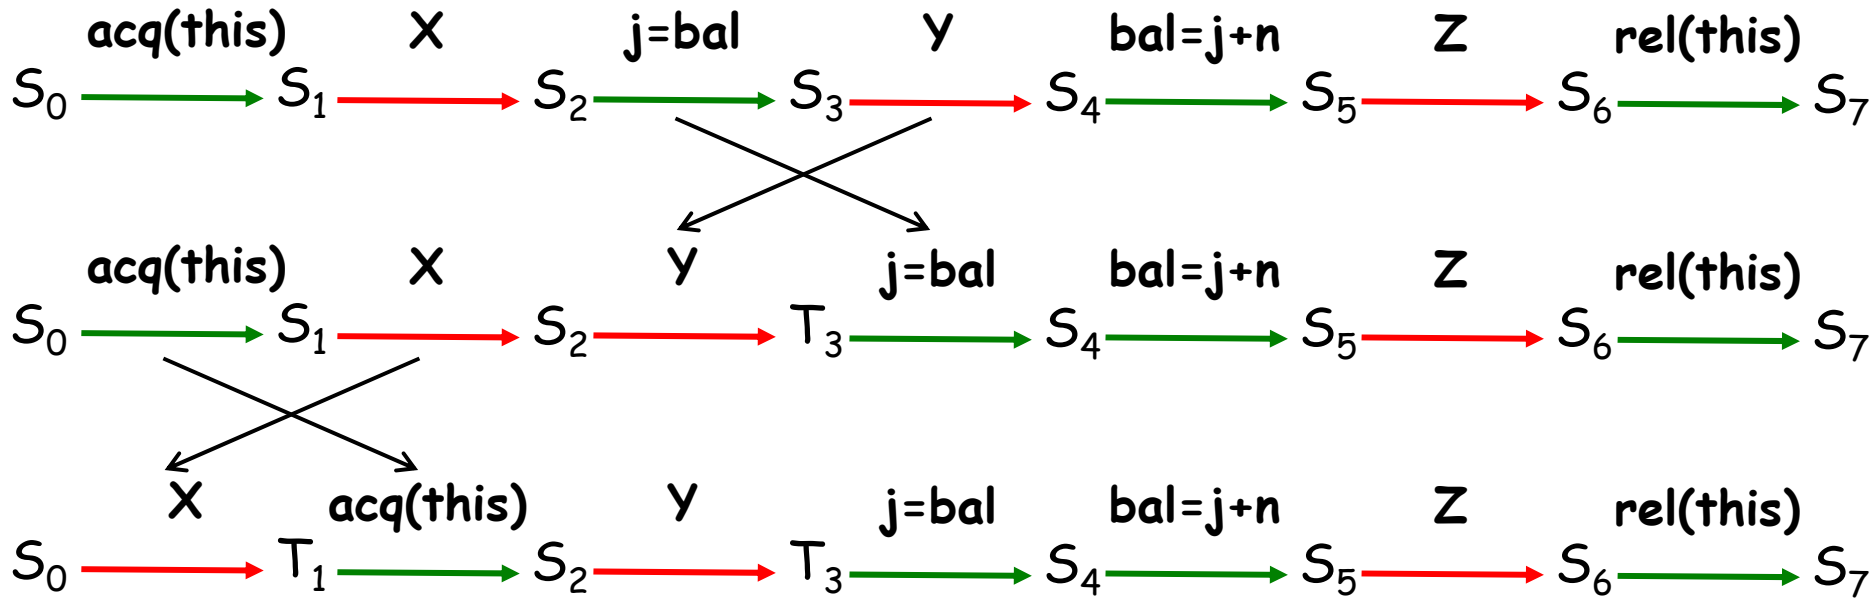 acq(this) X j=bal Y bal=j+n Z rel(this)
S0 S1 S2 S3 S4 S5 S6 S7
acq(this) X Y j=bal bal=j+n Z rel(this)
S0 S1 S2 T3 S4 S5 S6 S7
X acq(this) Y j=bal bal=j+n Z rel(this)
S0 T1 S2 T3 S4 S5 S6 S7